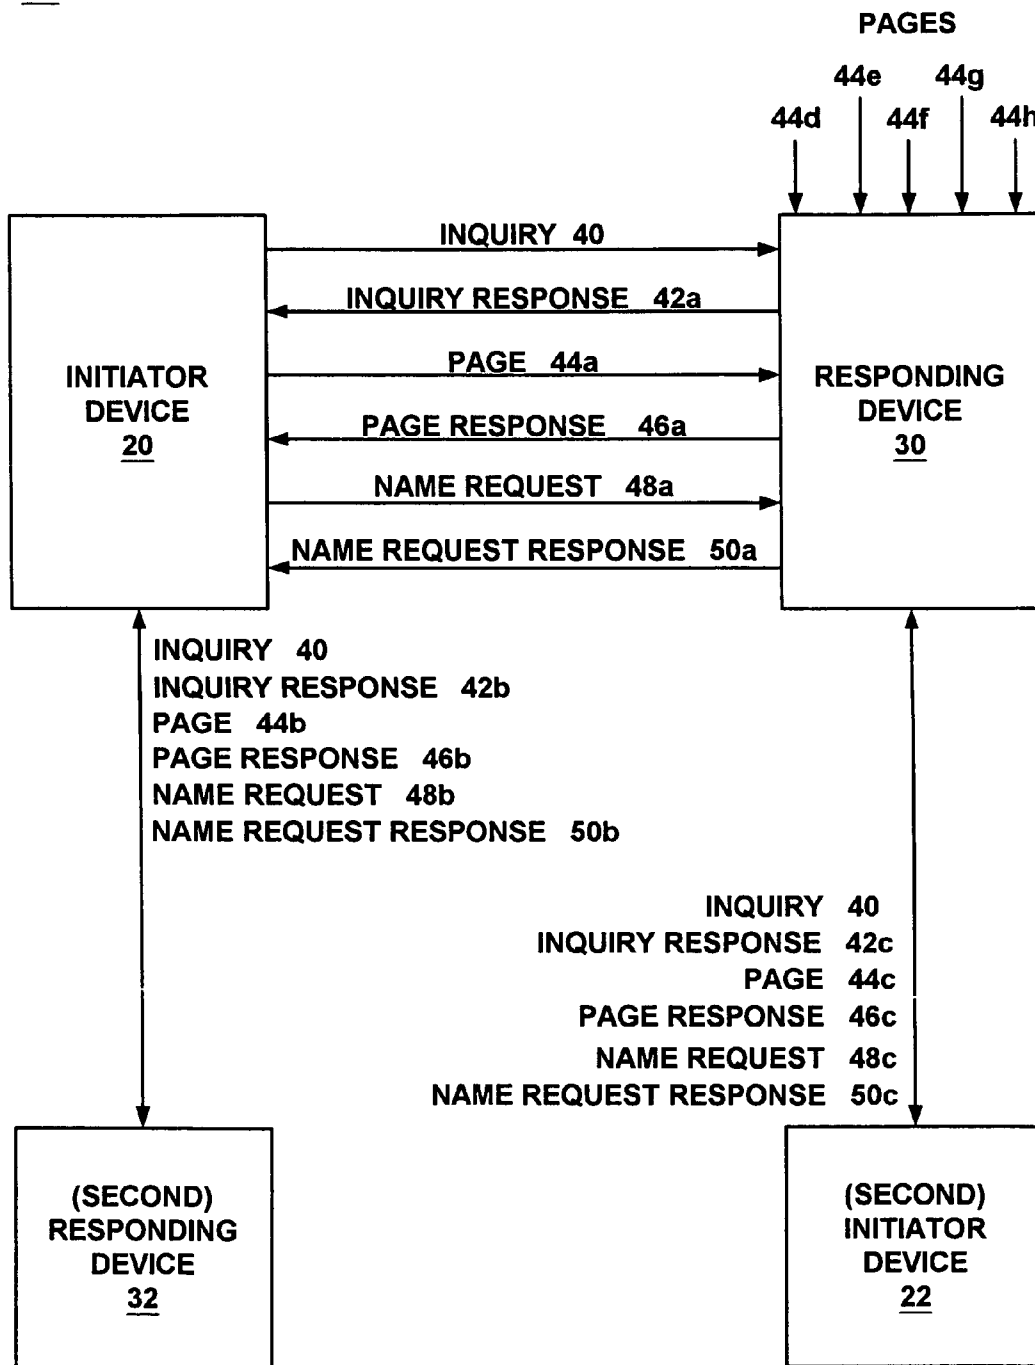 PAGES
44e 44g
44d 44f 44h
INQUIRY 40
INQUIRY RESPONSE 42a
PAGE 44a
PAGE RESPONSE 46a
NAME REQUEST 48a
NAME REQUEST RESPONSE 50a
INITIATOR
DEVICE
20
RESPONDING
DEVICE
30
INQUIRY 40
INQUIRY RESPONSE 42b
PAGE 44b
PAGE RESPONSE 46b
NAME REQUEST 48b
NAME REQUEST RESPONSE 50b
INQUIRY 40
INQUIRY RESPONSE 42c
PAGE 44c
PAGE RESPONSE 46c
NAME REQUEST 48c
NAME REQUEST RESPONSE 50c
(SECOND)
RESPONDING
DEVICE
32
(SECOND)
INITIATOR
DEVICE
22